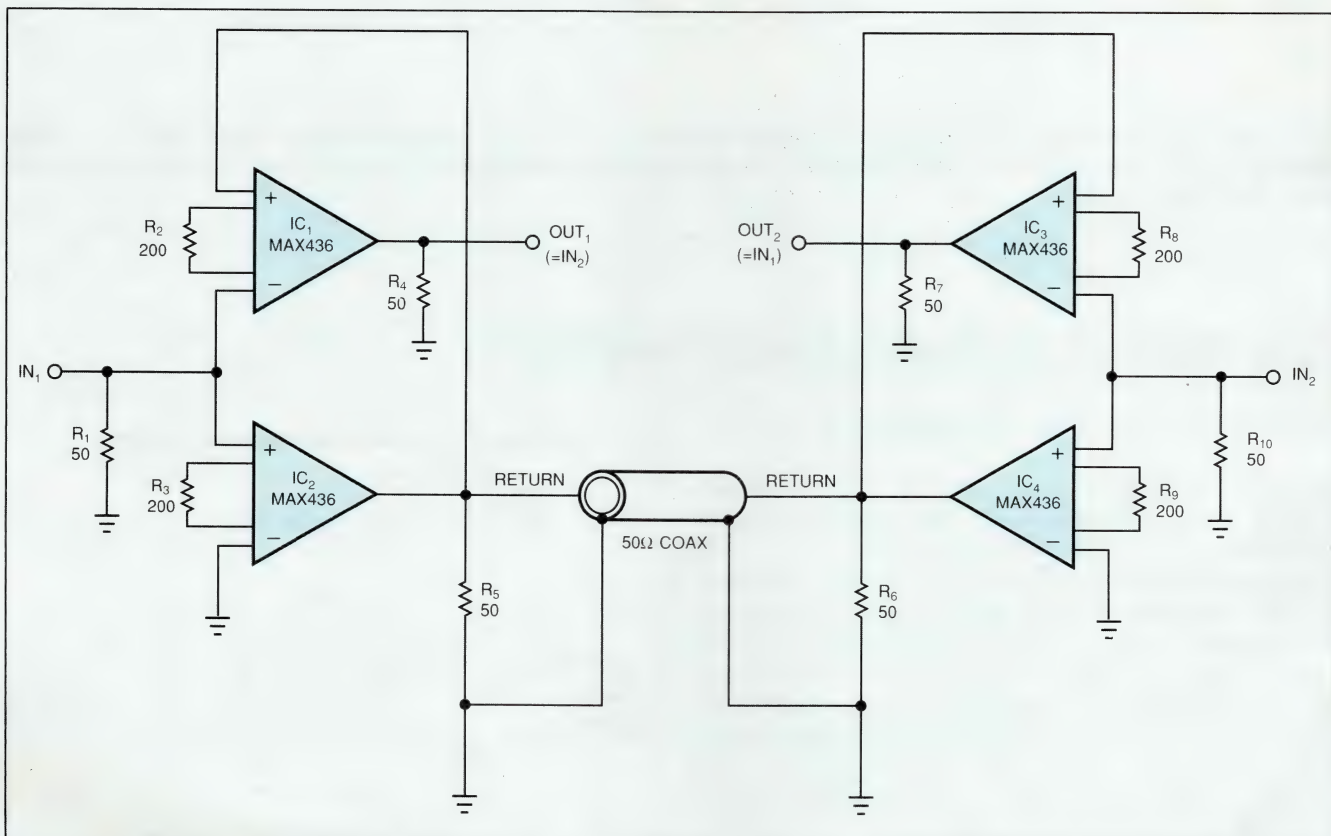 +
R2
200
IC1
MAX436
−
OUT1
(=IN2)
R4
50
IN1
R1
50
+
R3
200
IC2
MAX436
−
RETURN
R5
50
50Ω COAX
RETURN
OUT2
(=IN1)
R7
50
+
IC3
MAX436
−
R8
200
IN2
R10
50
+
IC4
MAX436
−
R9
200
R6
50